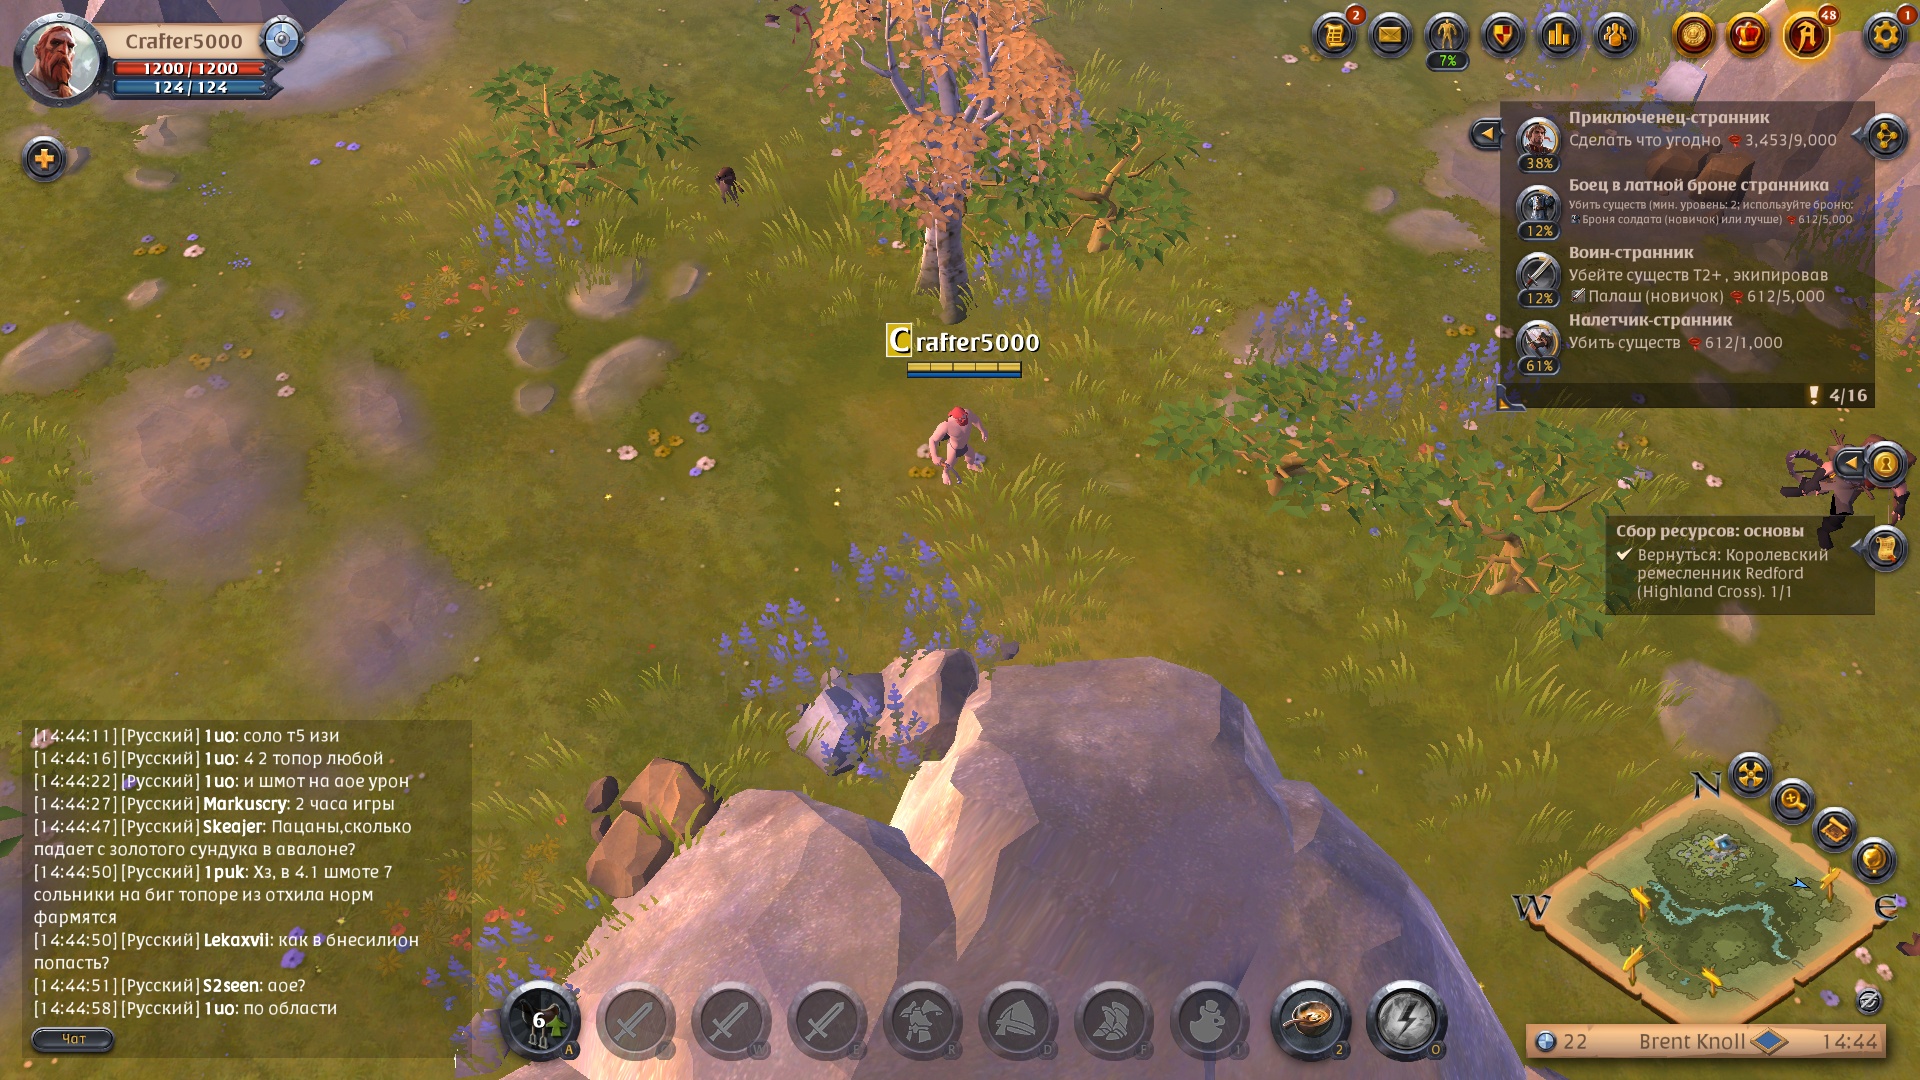 Crafter5000
1200/1200
124/124
2
7%
48
1
Приключенец-странник
Сделать что угодно 3,453/9,000
38%
Боец в латной броне странника
Убить существ (мин. уровень: 2; используйте броню:
Броня солдата (новичок) или лучше) 612/5,000
12%
Воин-странник
Убейте существ T2+, экипировав
Палаш (новичок) 612/5,000
12%
Налетчик-странник
Убить существ 612/1,000
61%
4/16
Crafter5000
Сбор ресурсов: основы
Вернуться: Королевский
ремесленник Redford
(Highland Cross). 1/1
[14:44:11] [Русский] 1uo: соло т5 изи
[14:44:16] [Русский] 1uo: 4 2 топор любой
[14:44:22] [Русский] 1uo: и шмот на аое урон
[14:44:27] [Русский] Markuscry: 2 часа игры
[14:44:47] [Русский] Skeajer: Пацаны,сколько
падает с золотого сундука в авалоне?
[14:44:50] [Русский] 1puk: Хз, в 4.1 шмоте 7
сольники на биг топоре из отхила норм
фармятся
[14:44:50] [Русский] Lekaxvii: как в бнесилион
попасть?
[14:44:51] [Русский] S2seen: аое?
[14:44:58] [Русский] 1uo: по области
Чат
6
A
W
E
R
D
F
2
O
N
W
E
22 Brent Knoll 14:44